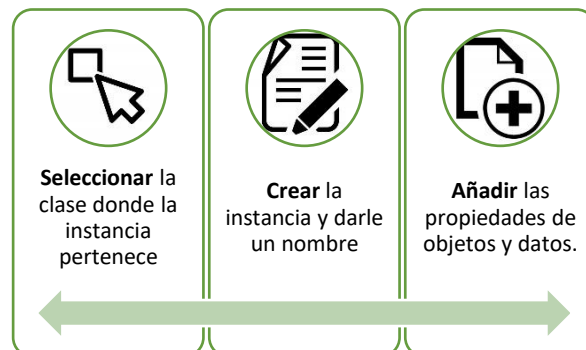 Seleccionar la
clase donde la
instancia
pertenece
Crear la
instancia y darle
un nombre
Añadir las
propiedades de
objetos y datos.